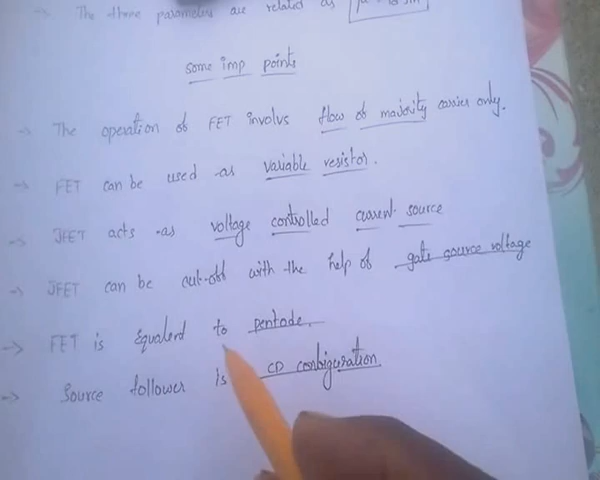 → The three parameters are related as
some imp points
→ The operation of FET involvs flow of majority carrier only.
→ FET can be used as variable resistor.
→ JFET acts as voltage controlled current source
→ JFET can be cut-off with the help of gate source voltage
→ FET is Equalent to pentode.
→ Source follower is CD configuration